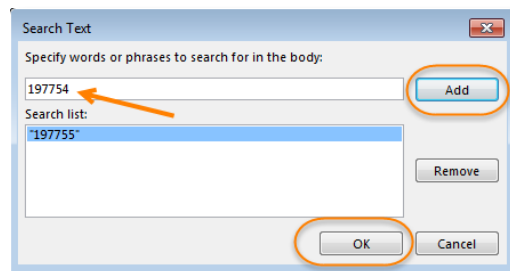 Search Text
Specify words or phrases to search for in the body:
197754
Add
Search list:
"197755"
Remove
OK
Cancel